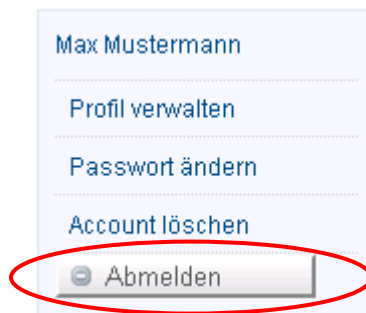 Max Mustermann
Profil verwalten
Passwort ändern
Account löschen
Abmelden